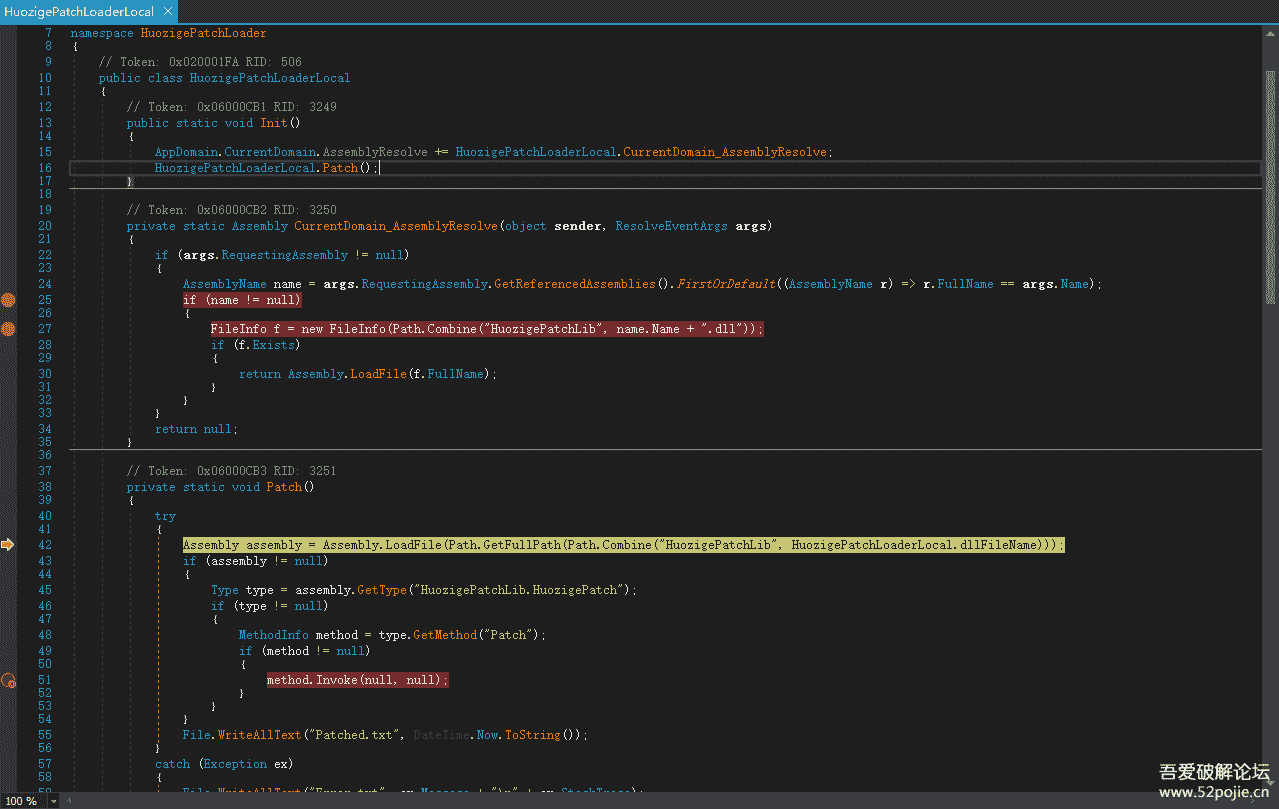 HuozigePatchLoaderLocal ×
7 namespace HuozigePatchLoader
8 {
9 // Token: 0x020001FA RID: 506
10 public class HuozigePatchLoaderLocal
11 {
12 // Token: 0x06000CB1 RID: 3249
13 public static void Init()
14 {
15 AppDomain.CurrentDomain.AssemblyResolve += HuozigePatchLoaderLocal.CurrentDomain_AssemblyResolve;
16 HuozigePatchLoaderLocal.Patch();
17 }
18
19 // Token: 0x06000CB2 RID: 3250
20 private static Assembly CurrentDomain_AssemblyResolve(object sender, ResolveEventArgs args)
21 {
22 if (args.RequestingAssembly != null)
23 {
24 AssemblyName name = args.RequestingAssembly.GetReferencedAssemblies().FirstOrDefault((AssemblyName r) => r.FullName == args.Name);
25 if (name != null)
26 {
27 FileInfo f = new FileInfo(Path.Combine("HuozigePatchLib", name.Name + ".dll"));
28 if (f.Exists)
29 {
30 return Assembly.LoadFile(f.FullName);
31 }
32 }
33 }
34 return null;
35 }
36
37 // Token: 0x06000CB3 RID: 3251
38 private static void Patch()
39 {
40 try
41 {
42 Assembly assembly = Assembly.LoadFile(Path.GetFullPath(Path.Combine("HuozigePatchLib", HuozigePatchLoaderLocal.dllFileName)));
43 if (assembly != null)
44 {
45 Type type = assembly.GetType("HuozigePatchLib.HuozigePatch");
46 if (type != null)
47 {
48 MethodInfo method = type.GetMethod("Patch");
49 if (method != null)
50 {
51 method.Invoke(null, null);
52 }
53 }
54 }
55 File.WriteAllText("Patched.txt", DateTime.Now.ToString());
56 }
57 catch (Exception ex)
58 {
100 %
吾爱破解论坛
www.52pojie.cn